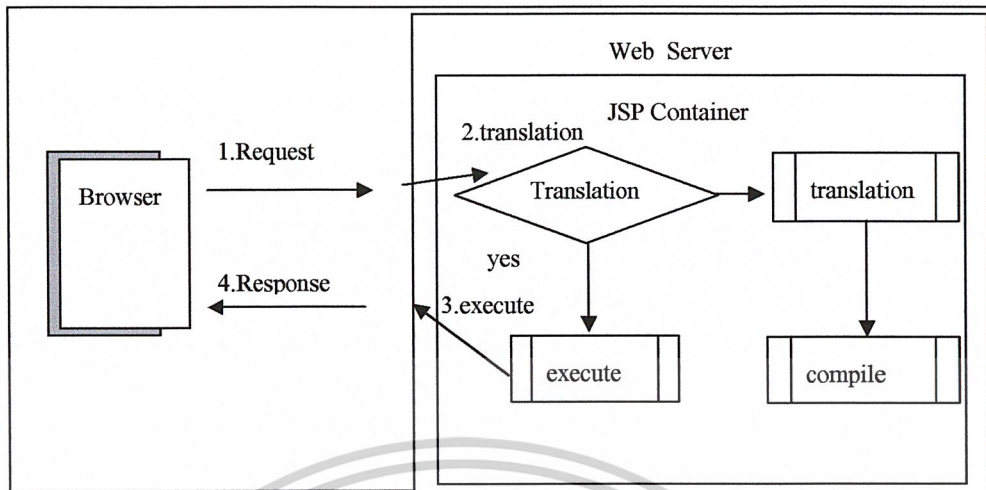 Web Server
JSP Container
2.translation
1.Request
Browser
Translation
translation
yes
4.Response
3.execute
execute
compile